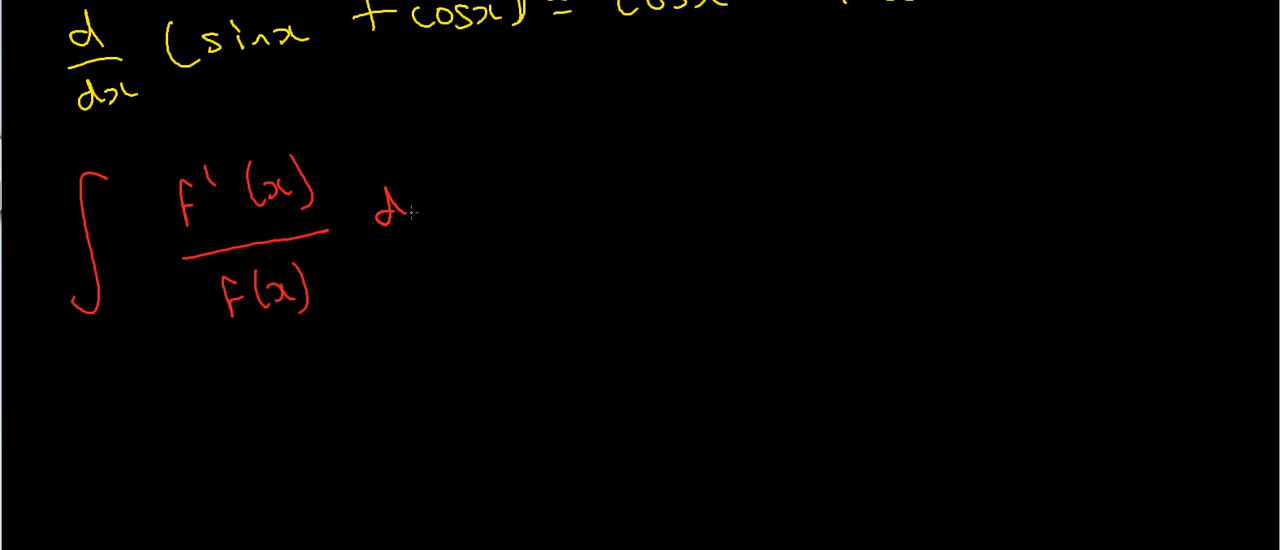 d/dx (sinx + cosx) = cosx
∫ F'(x)/F(x) d